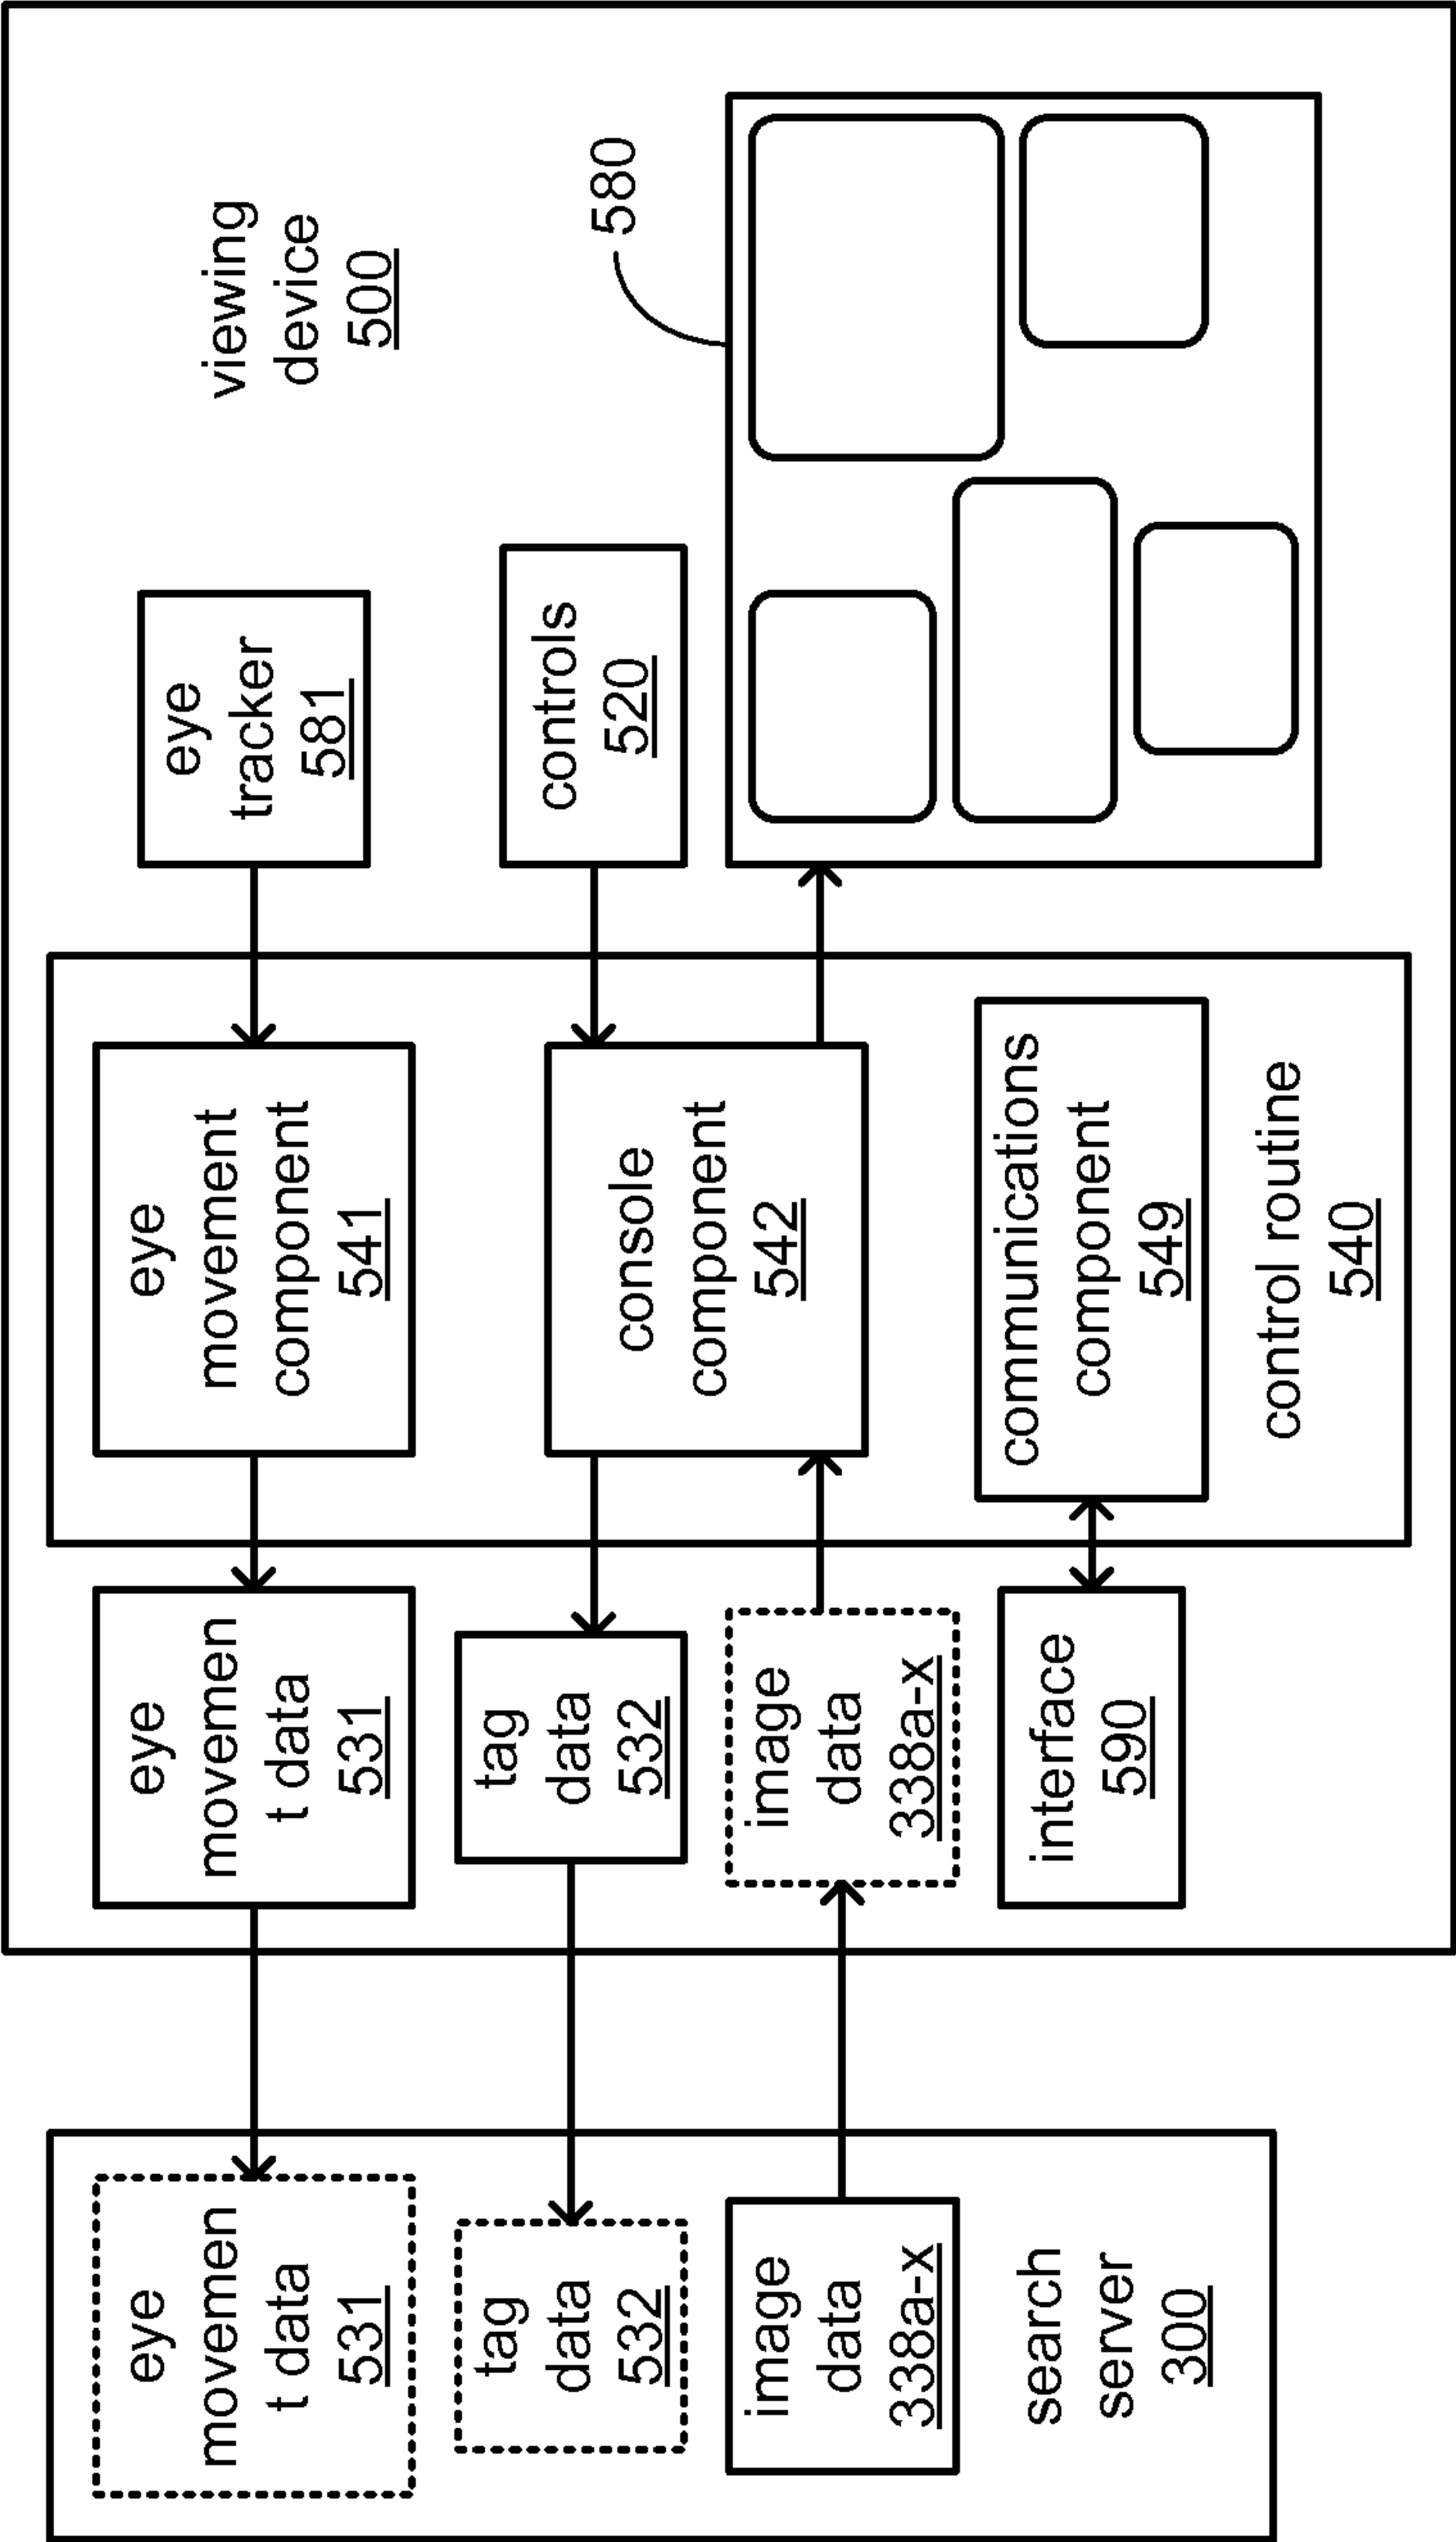 eye
movemen
t data
531
tag
data
532
image
data
338a-x
search
server
300
eye
movemen
t data
531
tag
data
532
image
data
338a-x
interface
590
eye
movement
component
541
console
component
542
communications
component
549
control routine
540
eye
tracker
581
controls
520
viewing
device
500
580